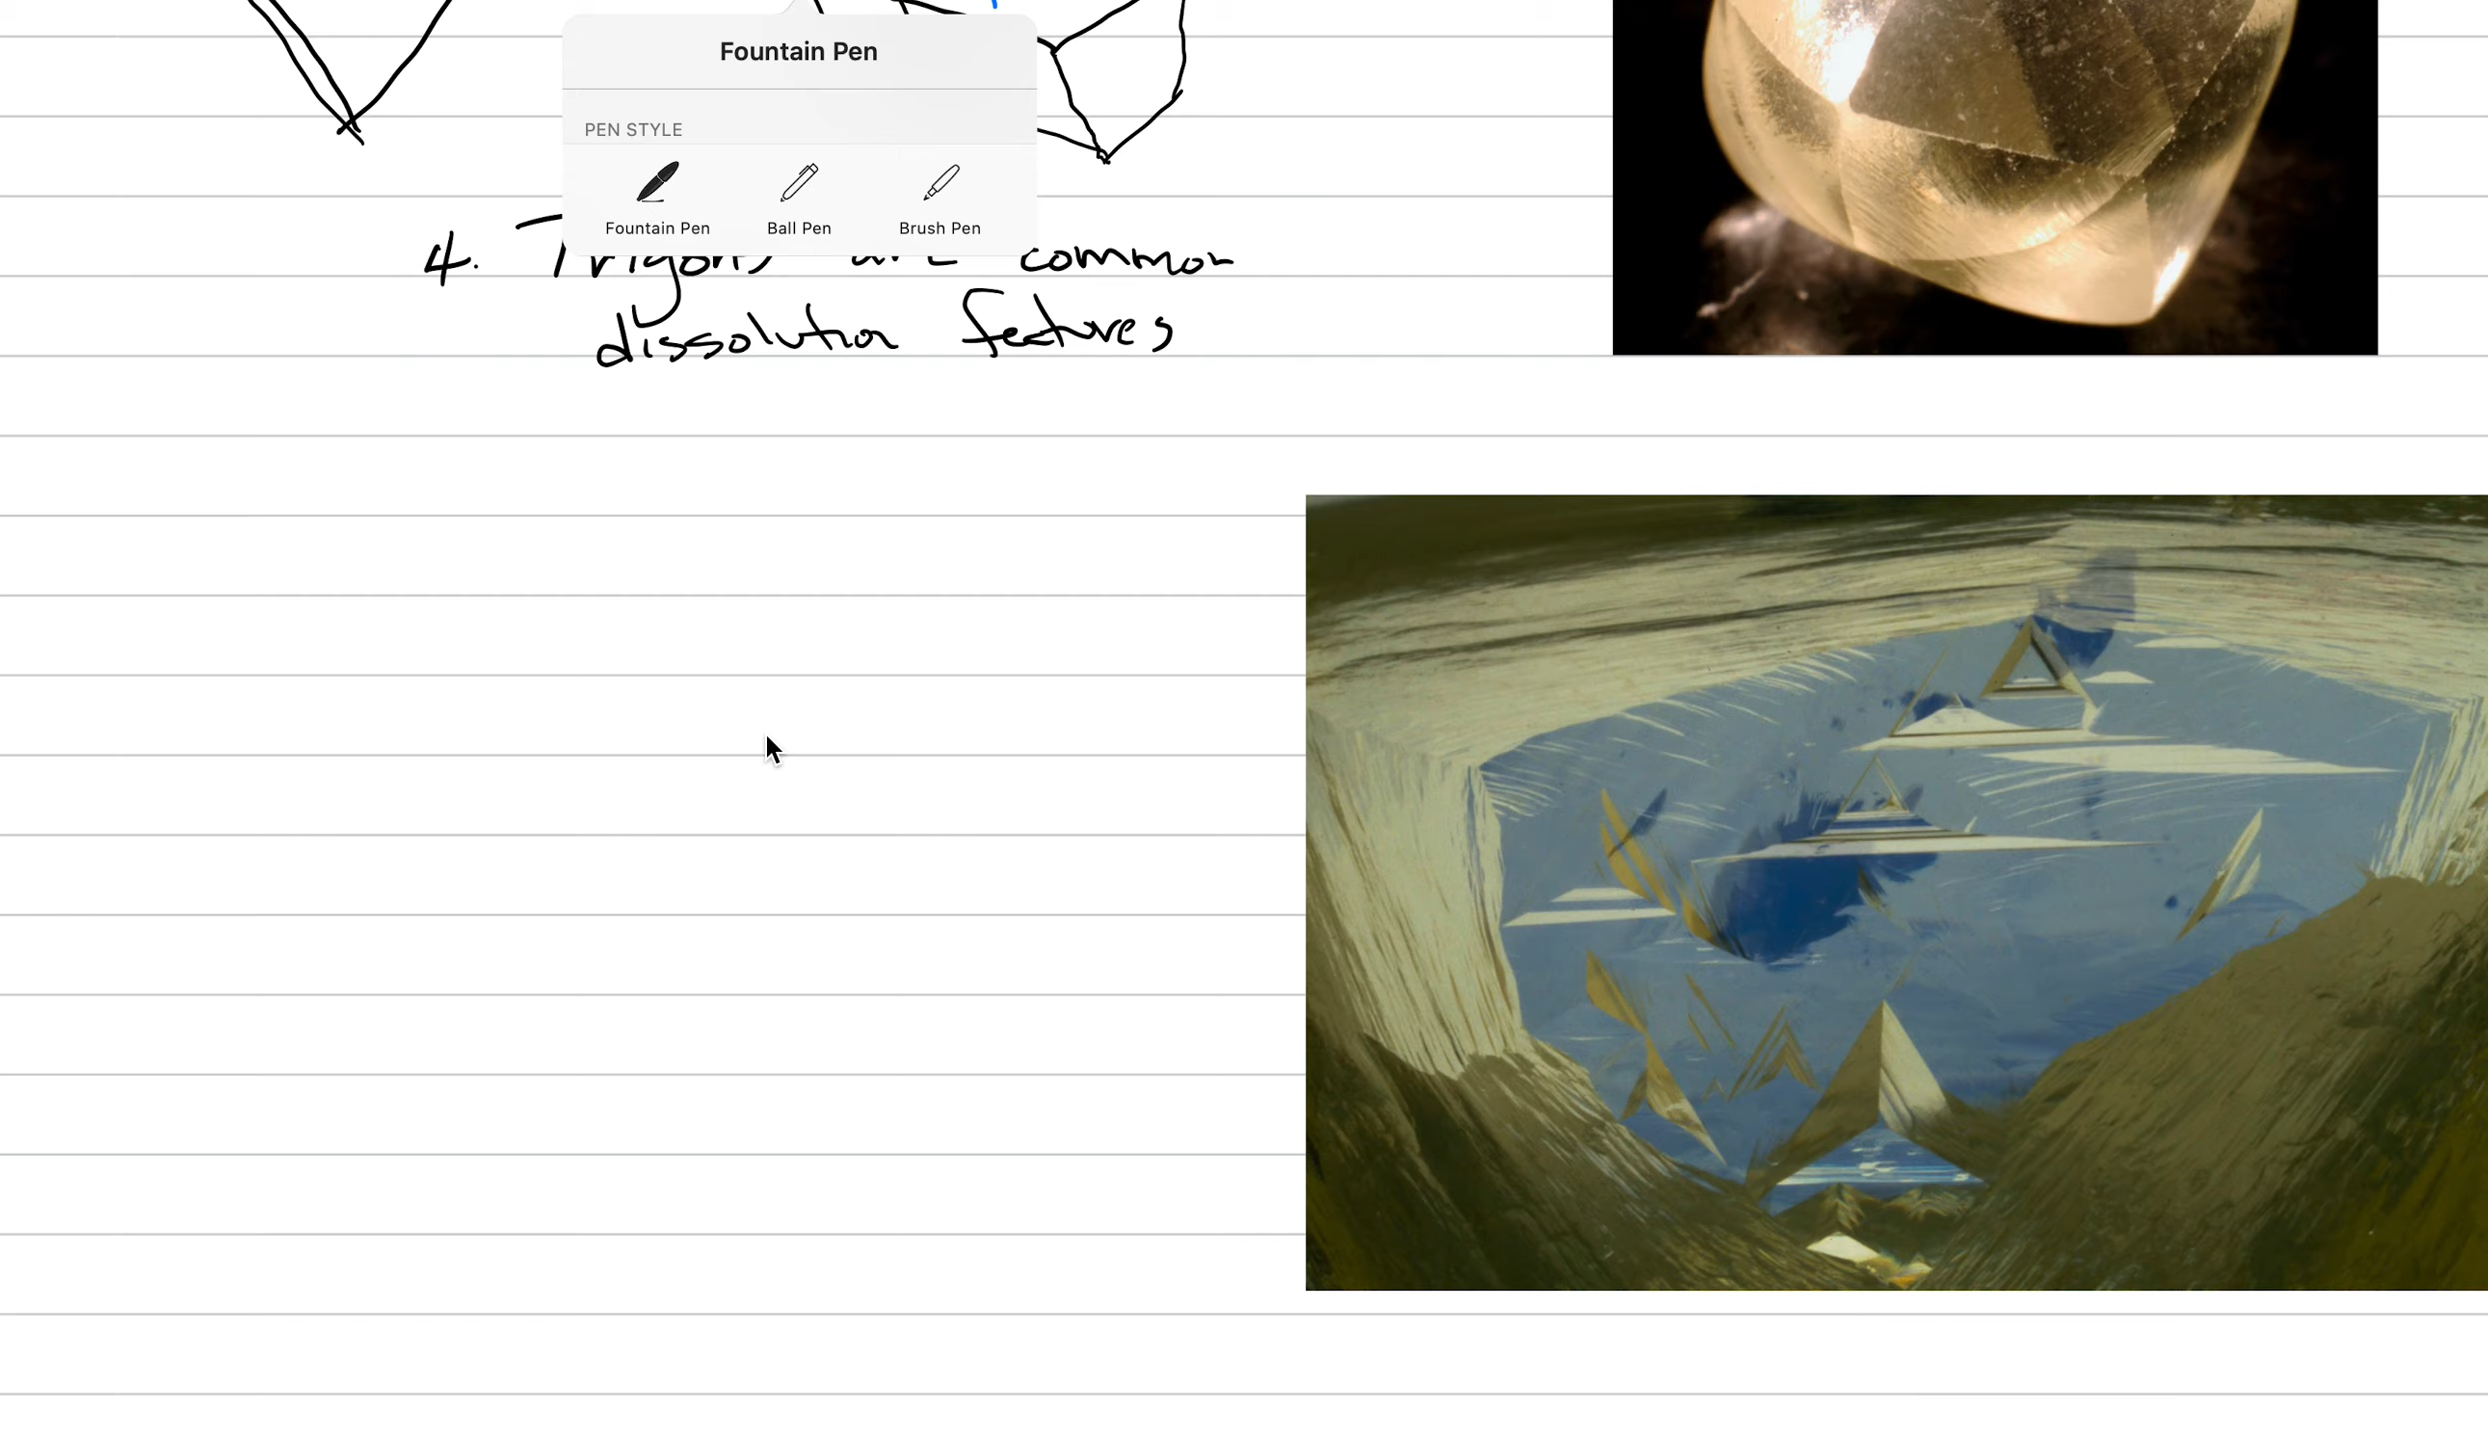 Fountain Pen
PEN STYLE
Fountain Pen Ball Pen Brush Pen
4. Trigons are common
dissolution features